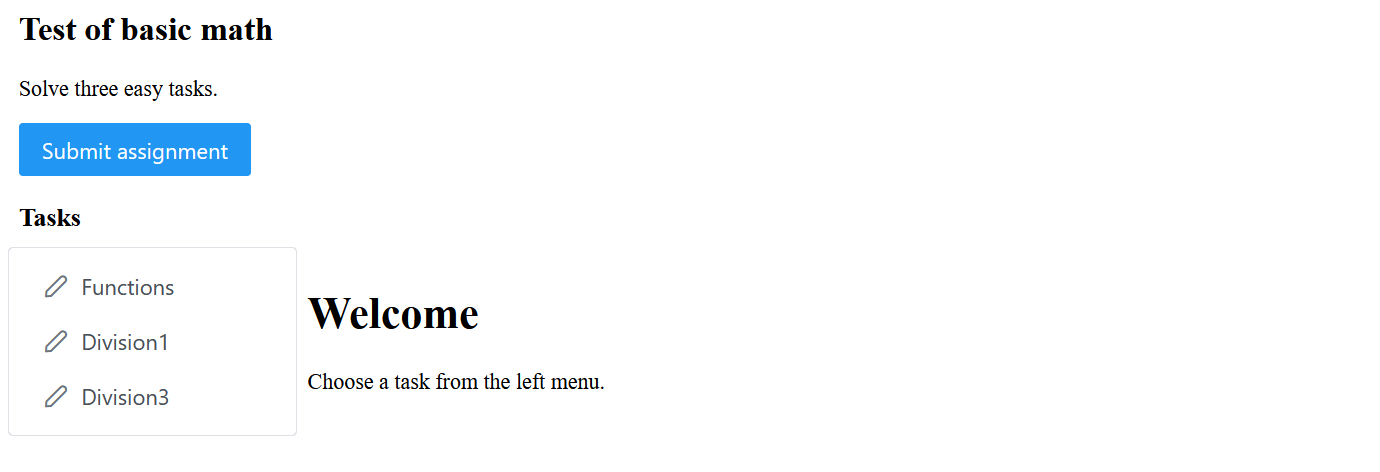 Test of basic math
Solve three easy tasks.
Submit assignment
Tasks
Functions
Division1
Division3
Welcome
Choose a task from the left menu.